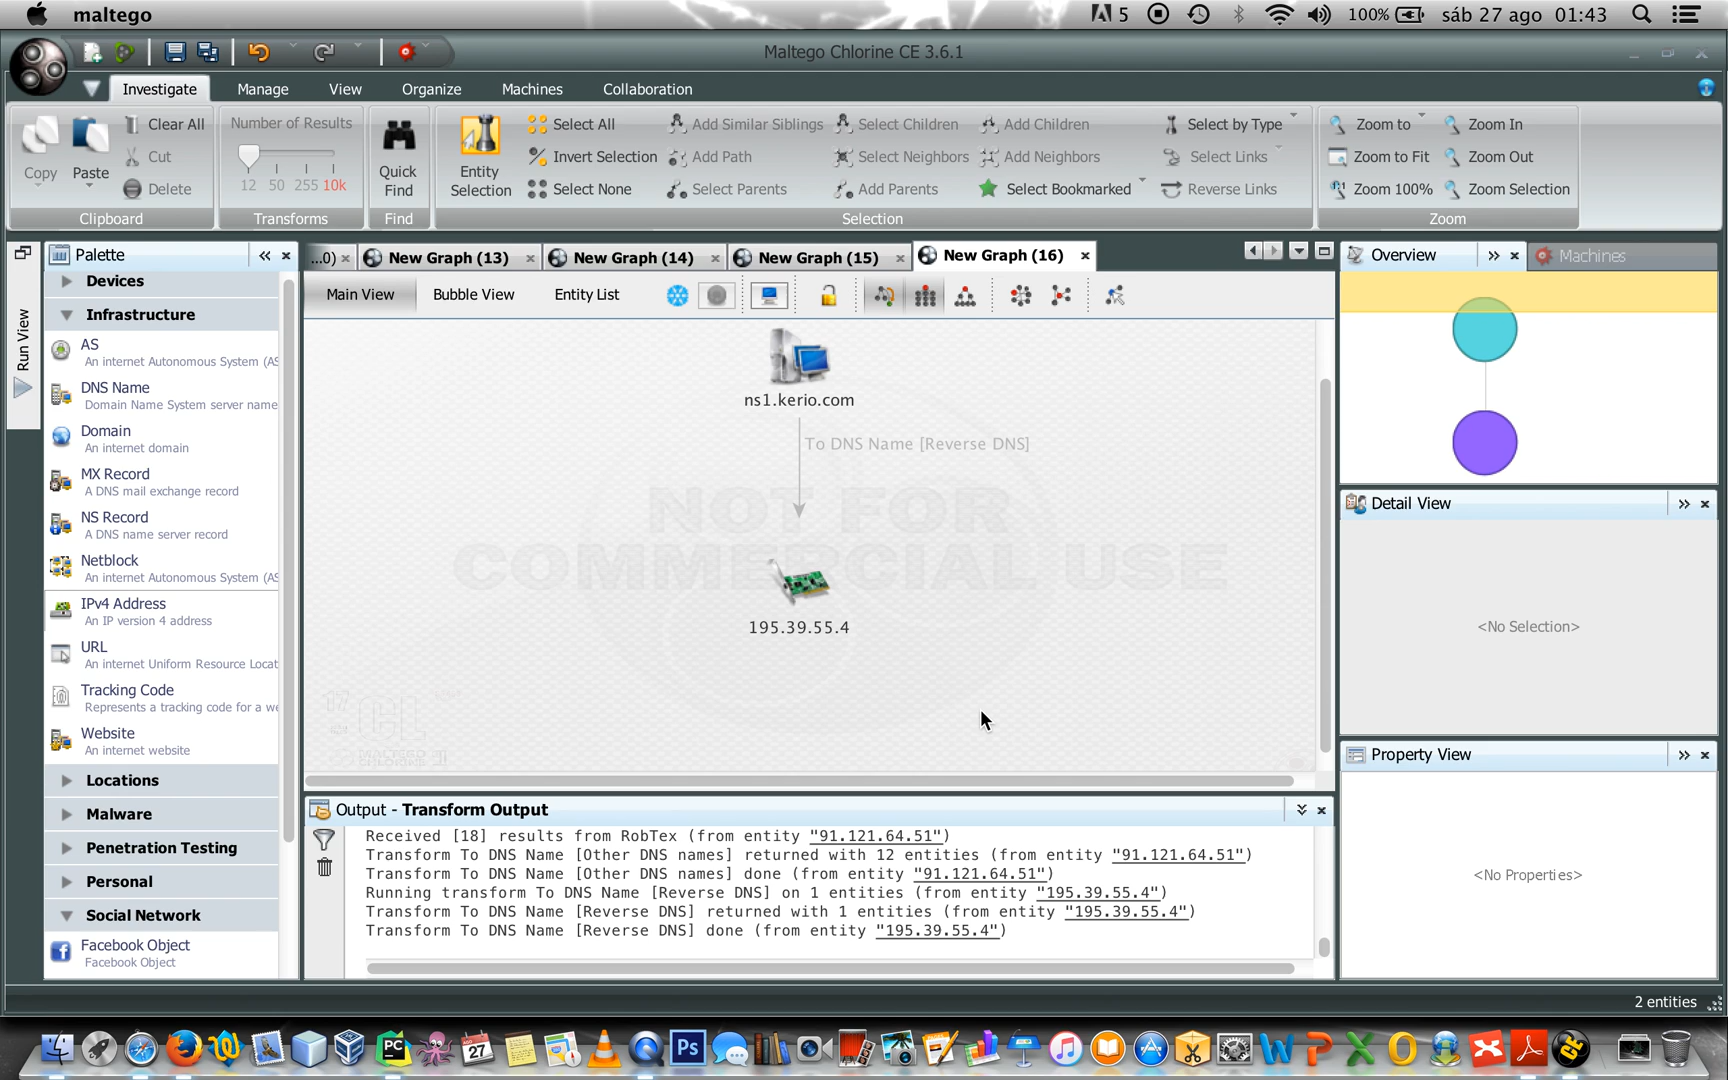 maltego
5
100%
sáb 27 ago 01:43
Maltego Chlorine CE 3.6.1
Investigate
Manage
View
Organize
Machines
Collaboration
Copy
Paste
Clear All
Cut
Delete
Clipboard
Number of Results
12 50 255 10k
Transforms
Quick
Find
Find
Entity
Selection
Select All
Invert Selection
Select None
Add Similar Siblings
Add Path
Select Parents
Select Children
Select Neighbors
Add Parents
Add Children
Add Neighbors
Select Bookmarked
Select by Type
Select Links
Reverse Links
Selection
Zoom to
Zoom to Fit
Zoom 100%
Zoom In
Zoom Out
Zoom Selection
Zoom
Run View
Palette
Devices
Infrastructure
AS
An internet Autonomous System (AS
DNS Name
Domain Name System server name
Domain
An internet domain
MX Record
A DNS mail exchange record
NS Record
A DNS name server record
Netblock
An internet Autonomous System (AS
IPv4 Address
An IP version 4 address
URL
An internet Uniform Resource Locat
Tracking Code
Represents a tracking code for a we
Website
An internet website
Locations
Malware
Penetration Testing
Personal
Social Network
Facebook Object
Facebook Object
...0)
New Graph (13)
New Graph (14)
New Graph (15)
New Graph (16)
Main View
Bubble View
Entity List
ns1.kerio.com
To DNS Name [Reverse DNS]
NOT FOR
COMMERCIAL USE
195.39.55.4
17
CL
Output - Transform Output
Received [18] results from RobTex (from entity "91.121.64.51")
Transform To DNS Name [Other DNS names] returned with 12 entities (from entity "91.121.64.51")
Transform To DNS Name [Other DNS names] done (from entity "91.121.64.51")
Running transform To DNS Name [Reverse DNS] on 1 entities (from entity "195.39.55.4")
Transform To DNS Name [Reverse DNS] returned with 1 entities (from entity "195.39.55.4")
Transform To DNS Name [Reverse DNS] done (from entity "195.39.55.4")
Overview
Machines
Detail View
<No Selection>
Property View
<No Properties>
2 entities
PC
27
Ps